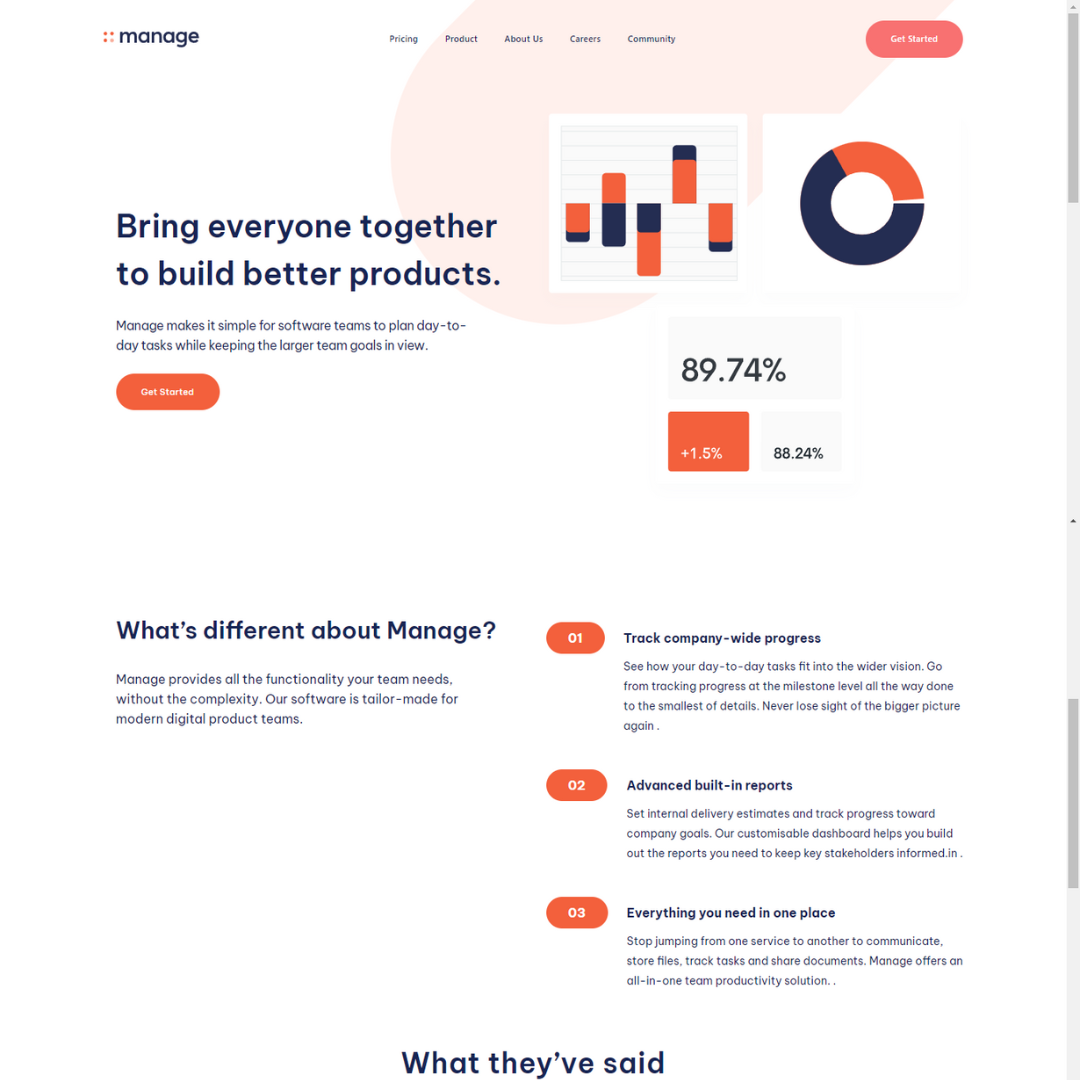 manage
Pricing Product About Us Careers Community
Get Started
Bring everyone together
to build better products.
Manage makes it simple for software teams to plan day-to-
day tasks while keeping the larger team goals in view.
Get Started
89.74%
+1.5%
88.24%
What's different about Manage?
Manage provides all the functionality your team needs,
without the complexity. Our software is tailor-made for
modern digital product teams.
01
Track company-wide progress
See how your day-to-day tasks fit into the wider vision. Go
from tracking progress at the milestone level all the way done
to the smallest of details. Never lose sight of the bigger picture
again .
02
Advanced built-in reports
Set internal delivery estimates and track progress toward
company goals. Our customisable dashboard helps you build
out the reports you need to keep key stakeholders informed.in .
03
Everything you need in one place
Stop jumping from one service to another to communicate,
store files, track tasks and share documents. Manage offers an
all-in-one team productivity solution. .
What they've said